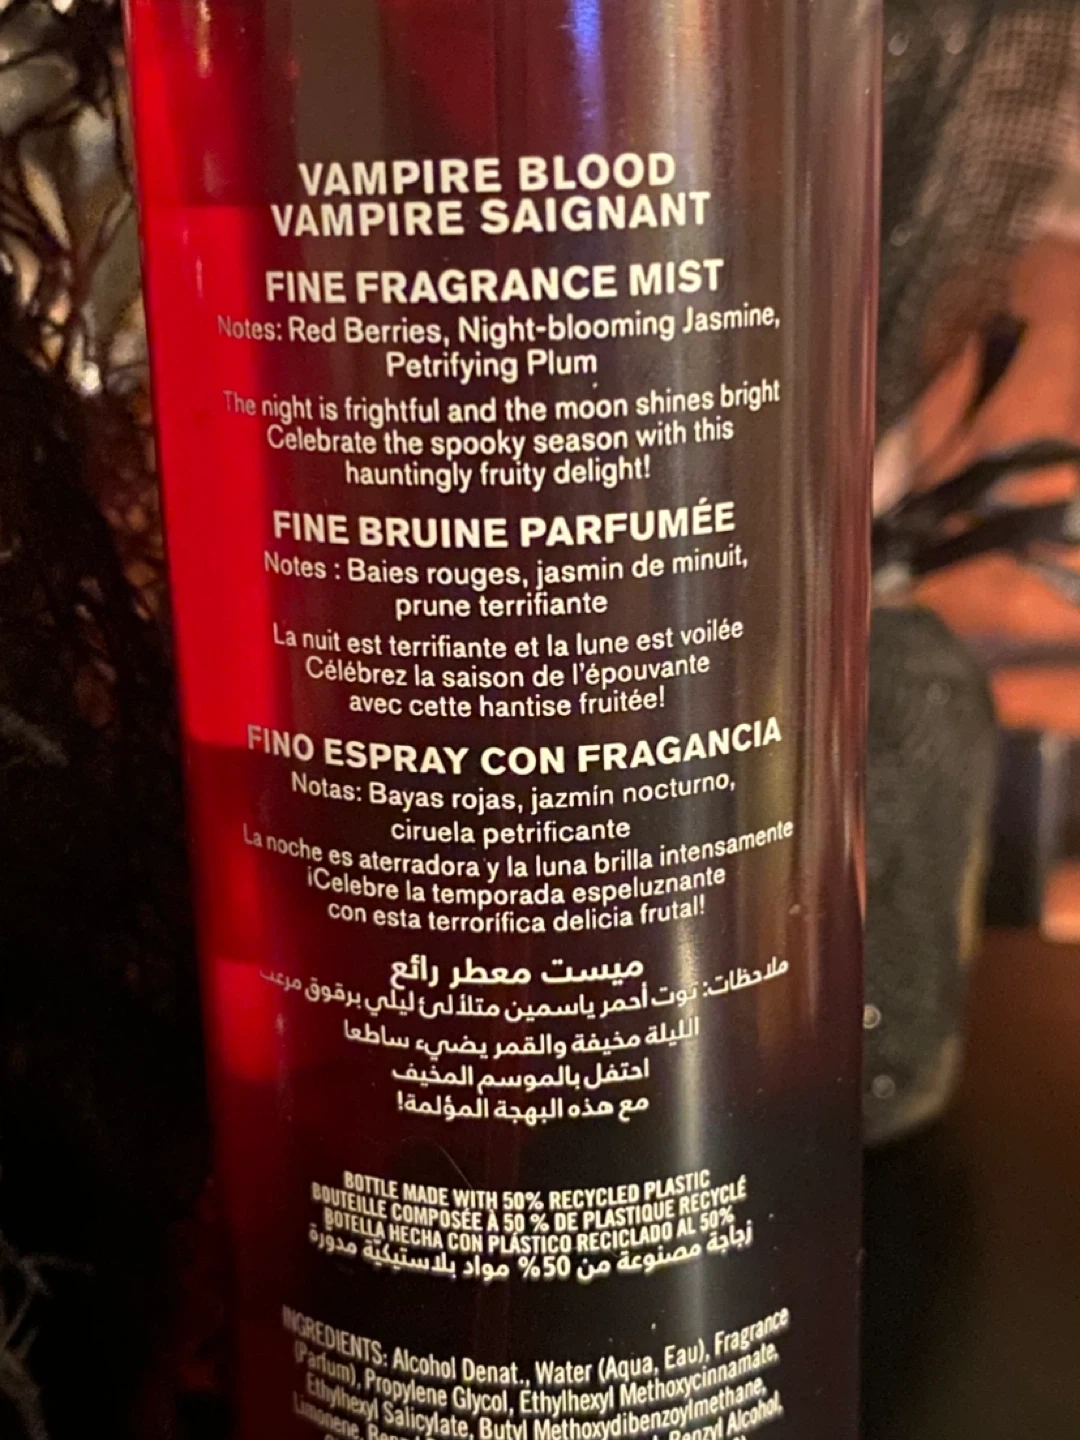 VAMPIRE BLOOD
VAMPIRE SAIGNANT
FINE FRAGRANCE MIST
Notes: Red Berries, Night-blooming Jasmine,
Petrifying Plum
The night is frightful and the moon shines bright
Celebrate the spooky season with this
hauntingly fruity delight!
FINE BRUINE PARFUMÉE
Notes : Baies rouges, jasmin de minuit,
prune terrifiante
La nuit est terrifiante et la lune est voilée
Célébrez la saison de l'épouvante
avec cette hantise fruitée!
FINO ESPRAY CON FRAGANCIA
Notas: Bayas rojas, jazmín nocturno,
ciruela petrificante
La noche es aterradora y la luna brilla intensamente
¡Celebre la temporada espeluznante
con esta terrorífica delicia frutal!
ميست معطر رائع
ملاحظات: توت أحمر ياسمين متلألئ ليلي برقوق مرعب
الليلة مخيفة والقمر يضيء ساطعا
احتفل بالموسم المخيف
مع هذه البهجة المؤلمة!
BOTTLE MADE WITH 50% RECYCLED PLASTIC
BOUTEILLE COMPOSÉE À 50 % DE PLASTIQUE RECYCLÉ
BOTELLA HECHA CON PLÁSTICO RECICLADO AL 50%
زجاجة مصنوعة من 50% مواد بلاستيكية مدورة
INGREDIENTS: Alcohol Denat., Water (Aqua, Eau), Fragrance
(Parfum), Propylene Glycol, Ethylhexyl Methoxycinnamate,
Ethylhexyl Salicylate, Butyl Methoxydibenzoylmethane,
Limonene, Benzyl Alcohol,